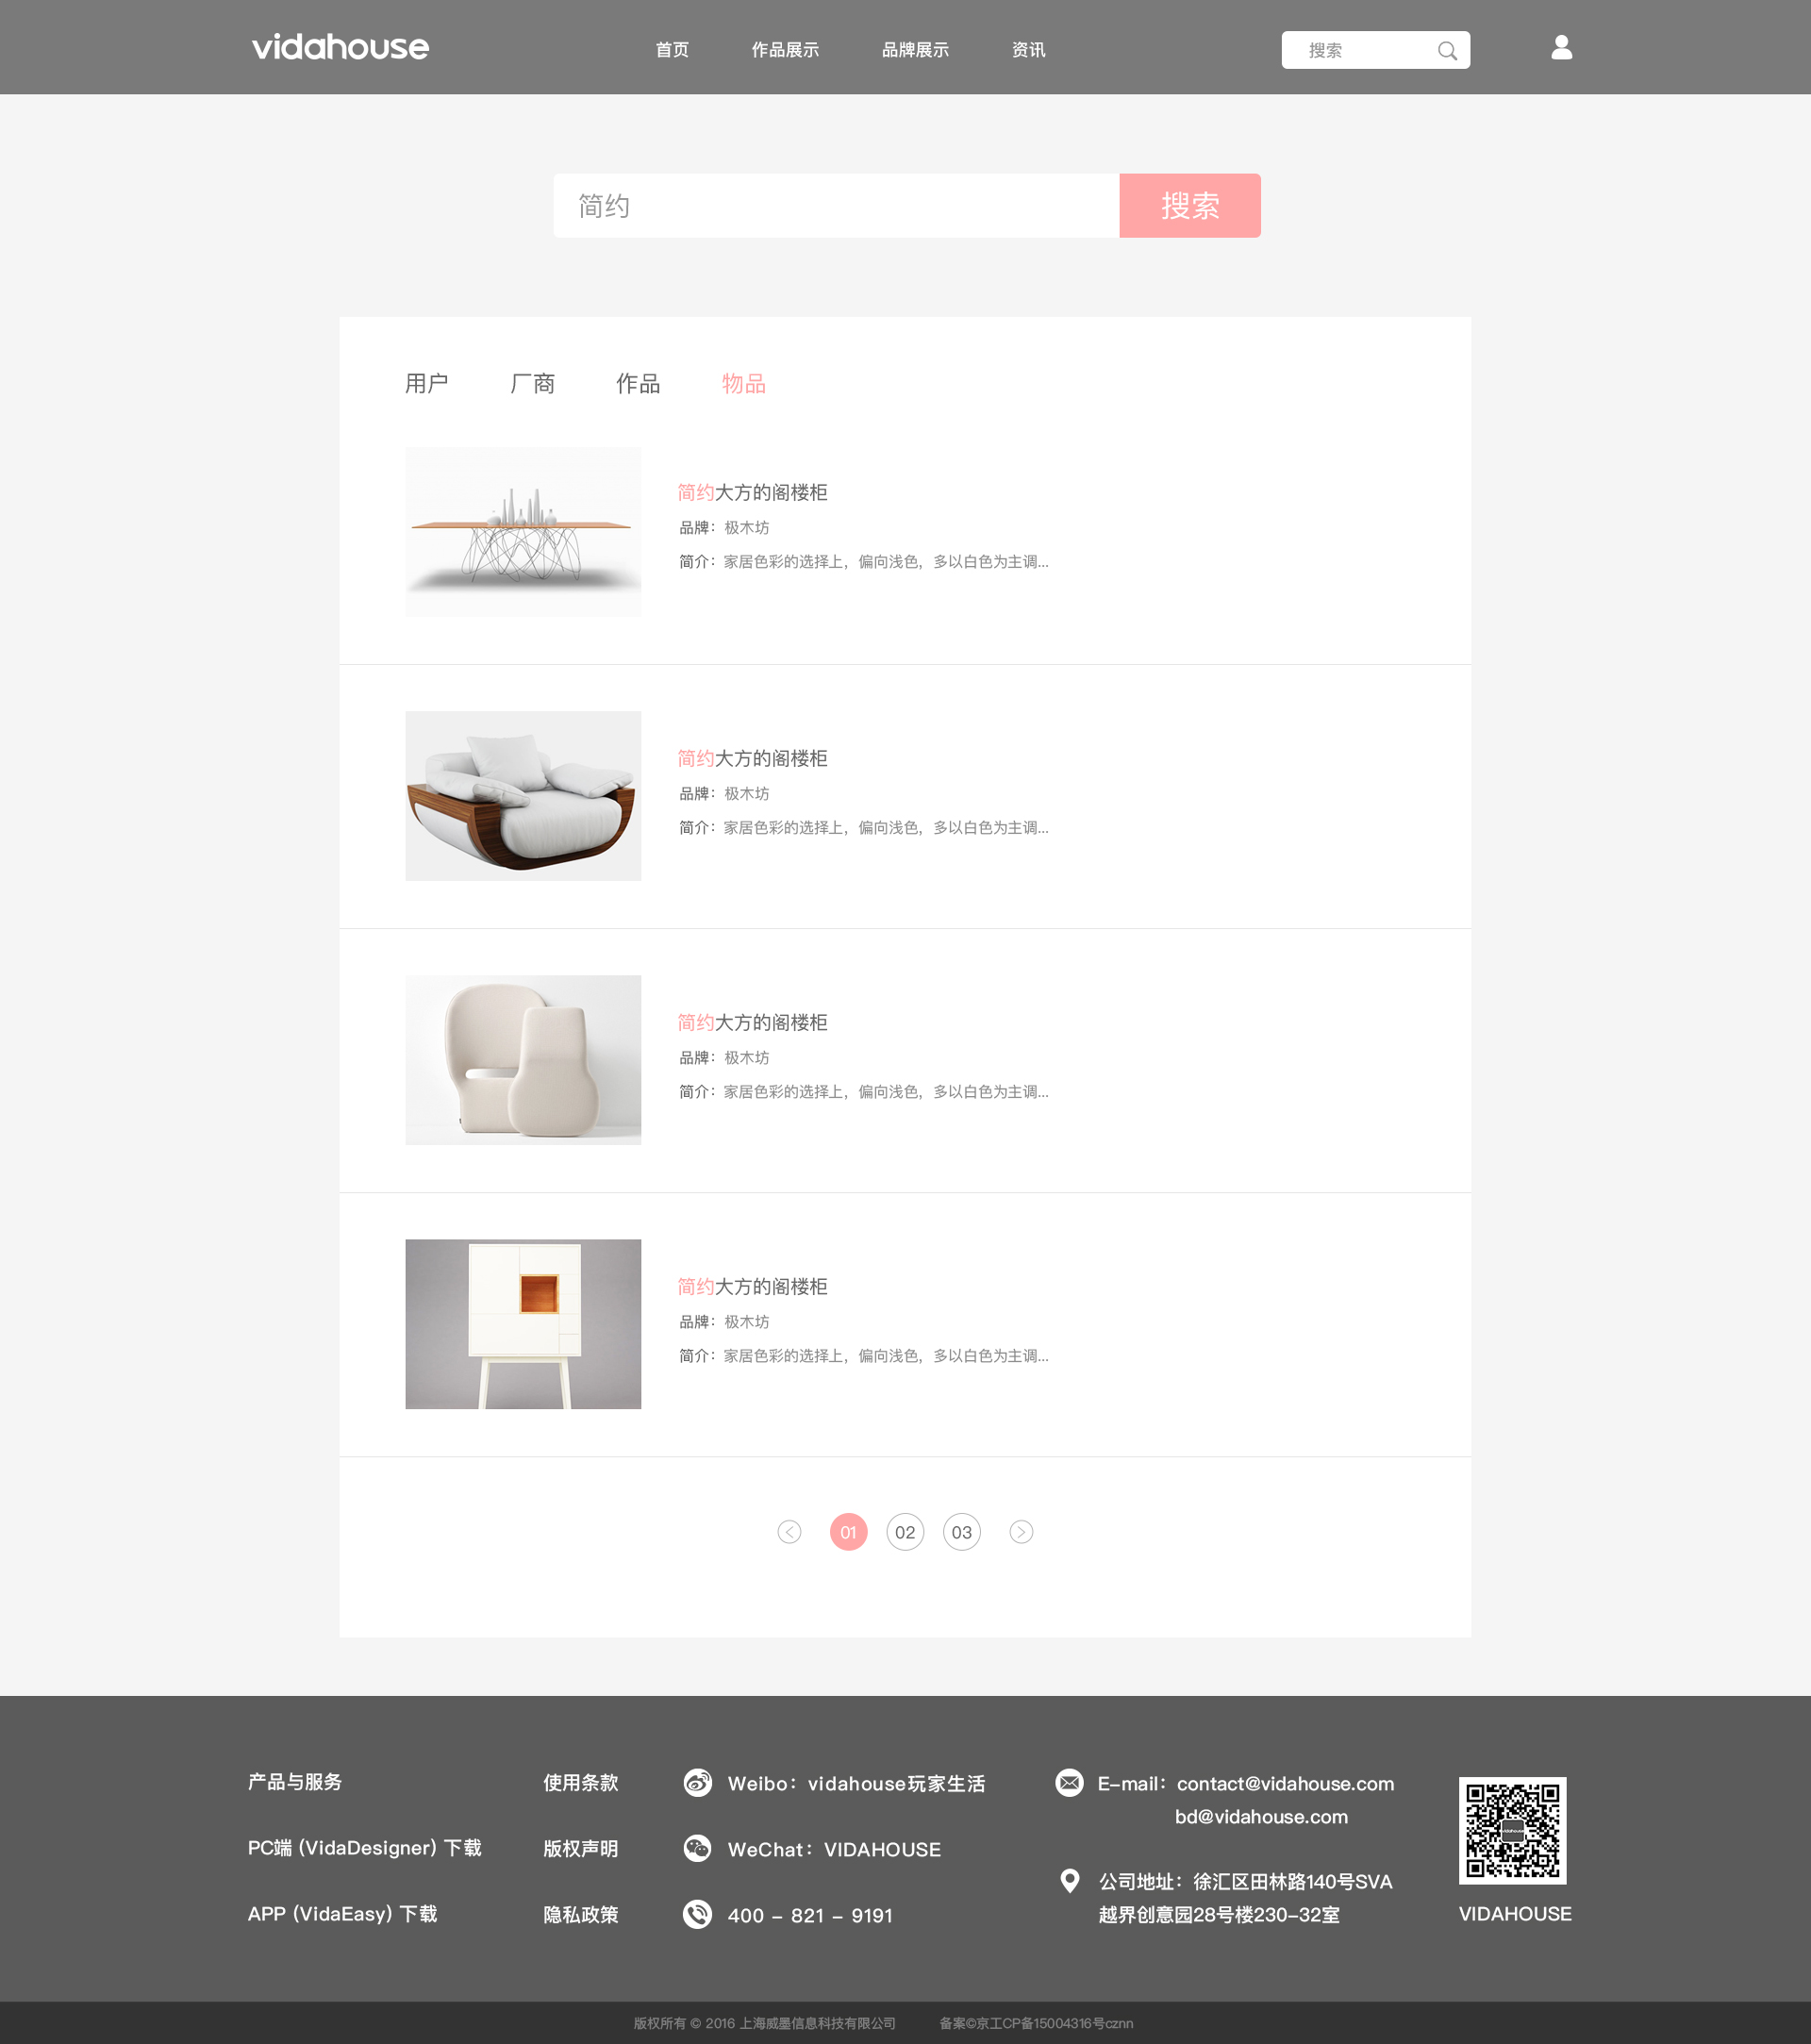 vidahouse
首页 作品展示 品牌展示 资讯
搜索
简约
搜索
用户 厂商 作品 物品
简约大方的阁楼柜
品牌：极木坊
简介：家居色彩的选择上，偏向浅色，多以白色为主调...
简约大方的阁楼柜
品牌：极木坊
简介：家居色彩的选择上，偏向浅色，多以白色为主调...
简约大方的阁楼柜
品牌：极木坊
简介：家居色彩的选择上，偏向浅色，多以白色为主调...
简约大方的阁楼柜
品牌：极木坊
简介：家居色彩的选择上，偏向浅色，多以白色为主调...
01 02 03
产品与服务
PC端 (VidaDesigner) 下载
APP (VidaEasy) 下载
使用条款
版权声明
隐私政策
Weibo：vidahouse玩家生活
WeChat：VIDAHOUSE
400 - 821 - 9191
E-mail：contact@vidahouse.com
bd@vidahouse.com
公司地址：徐汇区田林路140号SVA
越界创意园28号楼230-32室
vidahouse
VIDAHOUSE
版权所有 © 2016 上海威墨信息科技有限公司 备案©京工CP备15004316号cznn